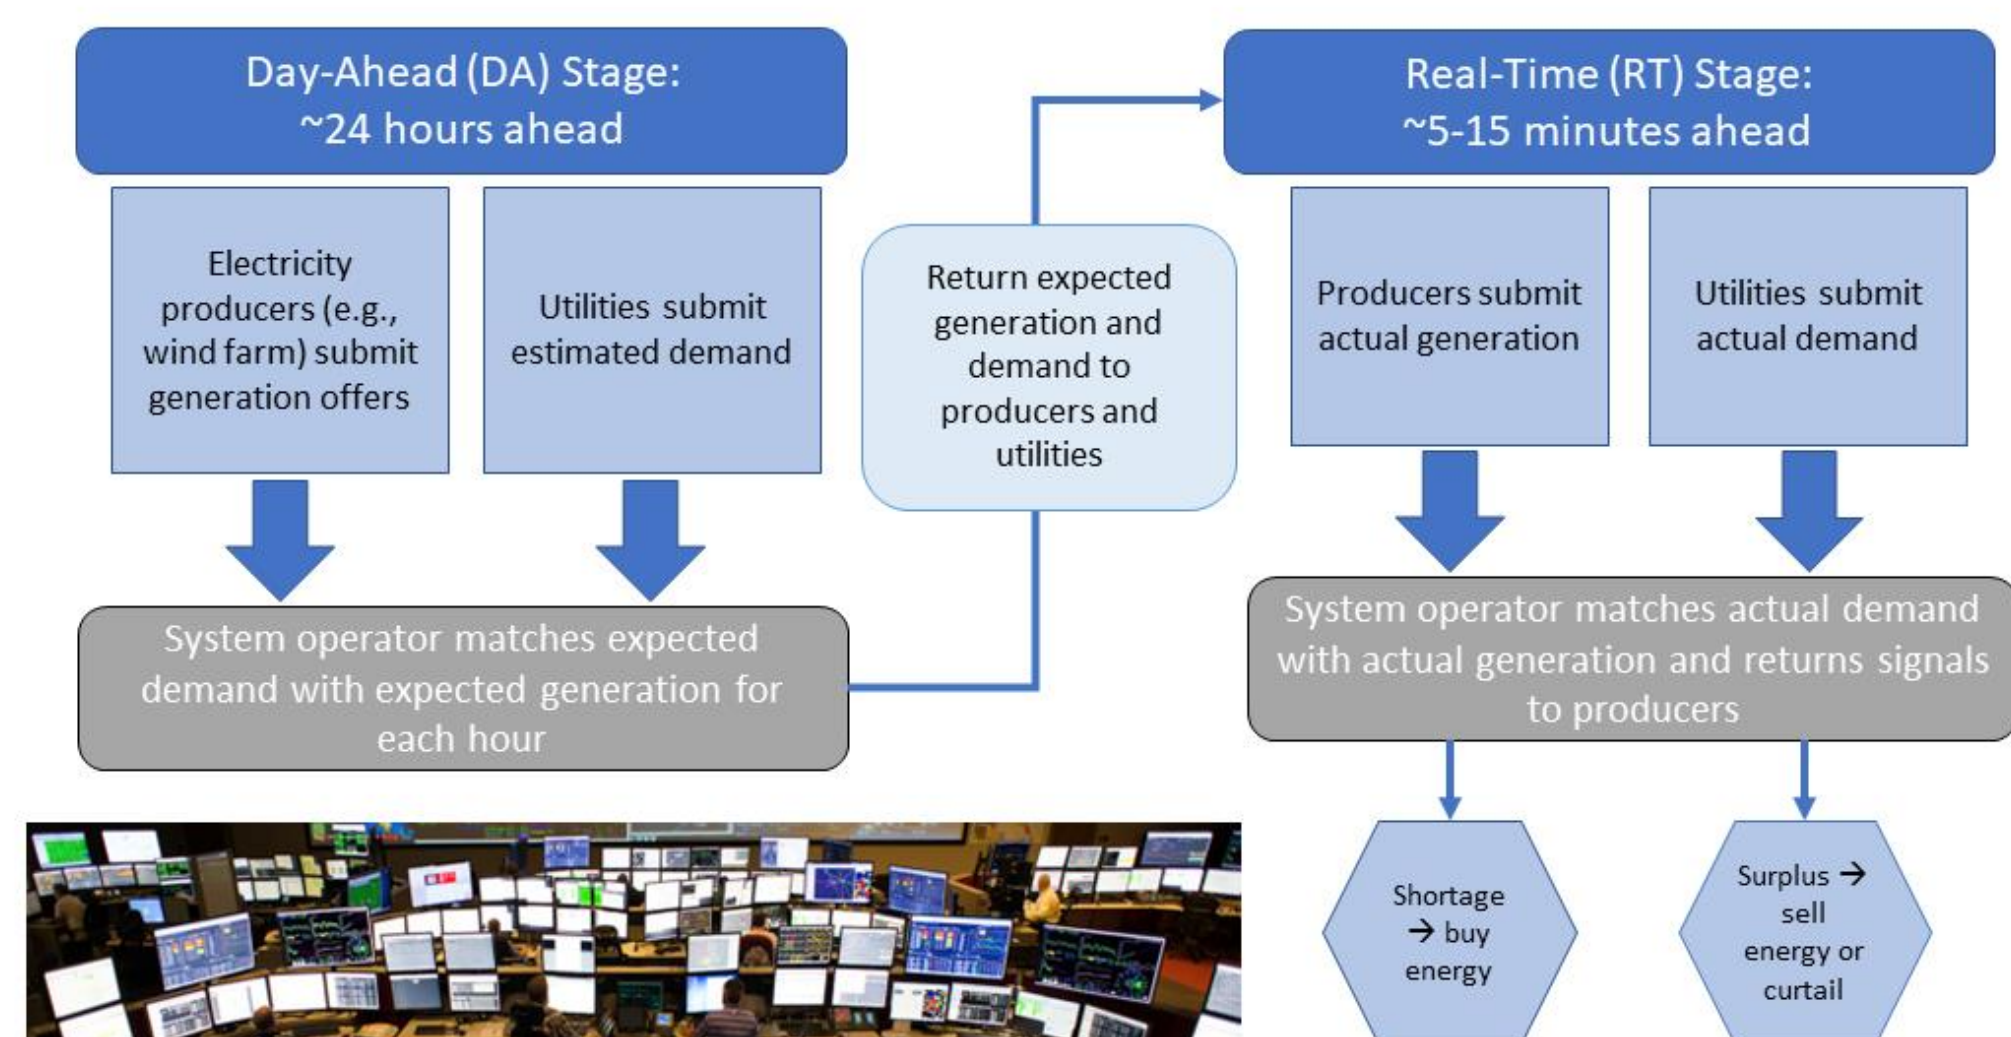 Day-Ahead (DA) Stage:
~24 hours ahead
Electricity
producers (e.g.,
wind farm) submit
generation offers
Utilities submit
estimated demand
System operator matches expected
demand with expected generation for
each hour
Return expected
generation and
demand to
producers and
utilities
Real-Time (RT) Stage:
~5-15 minutes ahead
Producers submit
actual generation
Utilities submit
actual demand
System operator matches actual demand
with actual generation and returns signals
to producers
Shortage
→ buy
energy
Surplus →
sell
energy or
curtail